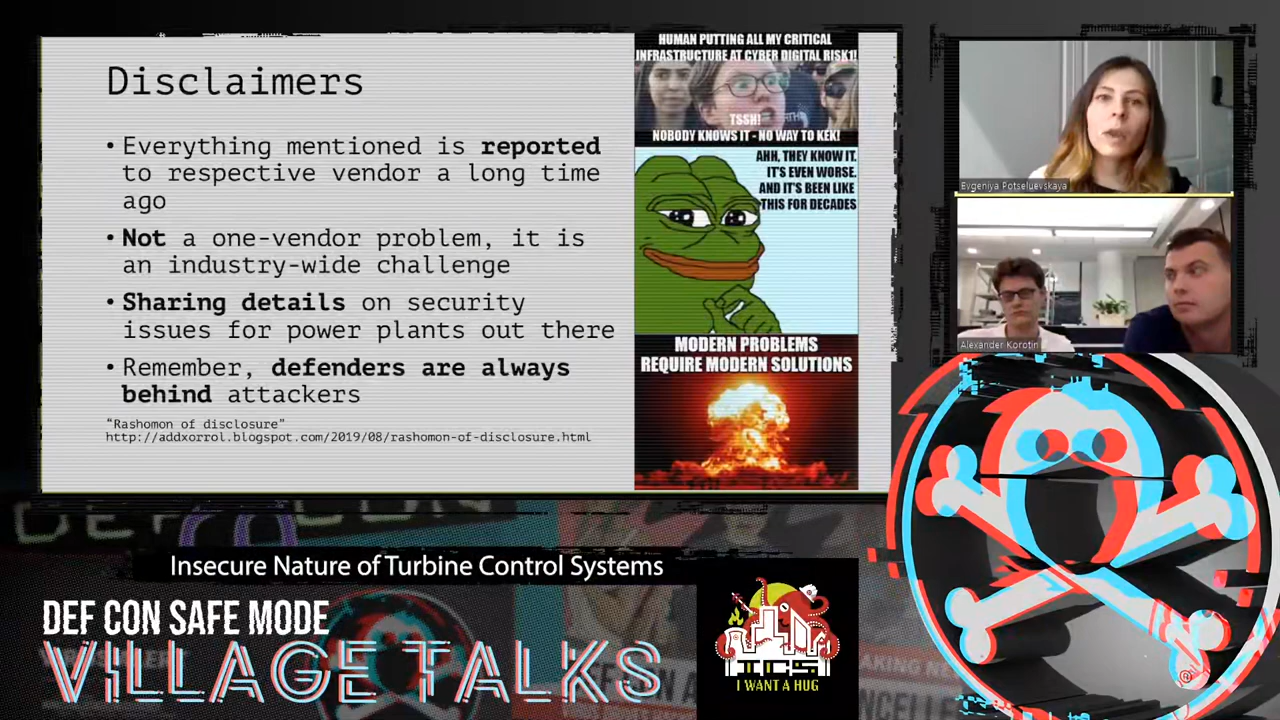 Disclaimers
• Everything mentioned is reported
to respective vendor a long time
ago
• Not a one-vendor problem, it is
an industry-wide challenge
• Sharing details on security
issues for power plants out there
• Remember, defenders are always
behind attackers
“Rashomon of disclosure”
http://addxorrol.blogspot.com/2019/08/rashomon-of-disclosure.html
HUMAN PUTTING ALL MY CRITICAL
INFRASTRUCTURE AT CYBER DIGITAL RISK1!
TSSH!
NOBODY KNOWS IT - NO WAY TO KEK!
AHH, THEY KNOW IT.
IT'S EVEN WORSE.
AND IT'S BEEN LIKE
THIS FOR DECADES
MODERN PROBLEMS
REQUIRE MODERN SOLUTIONS
Evgeniya Potseluevskaya
Alexander Korotin
Insecure Nature of Turbine Control Systems
DEF CON SAFE MODE
VILLAGE TALKS
ICS
I WANT A HUG
DEF CON